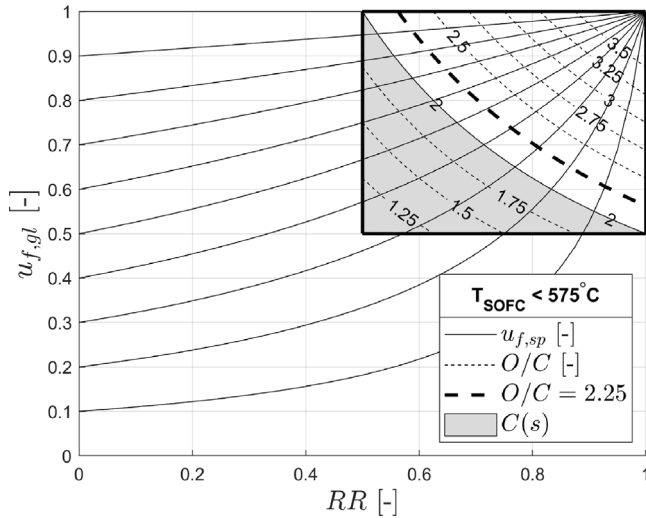 1
0.9
0.8
0.7
0.6
0.5
0.4
0.3
0.2
0.1
0
u_{f,gl} [-]
2.5
3.5
3.25
3
2.75
2
2
1.75
1.5
1.25
T_{SOFC} < 575°C
u_{f,sp} [-]
O/C [-]
O/C = 2.25
C(s)
0 0.2 0.4 0.6 0.8 1
RR [-]